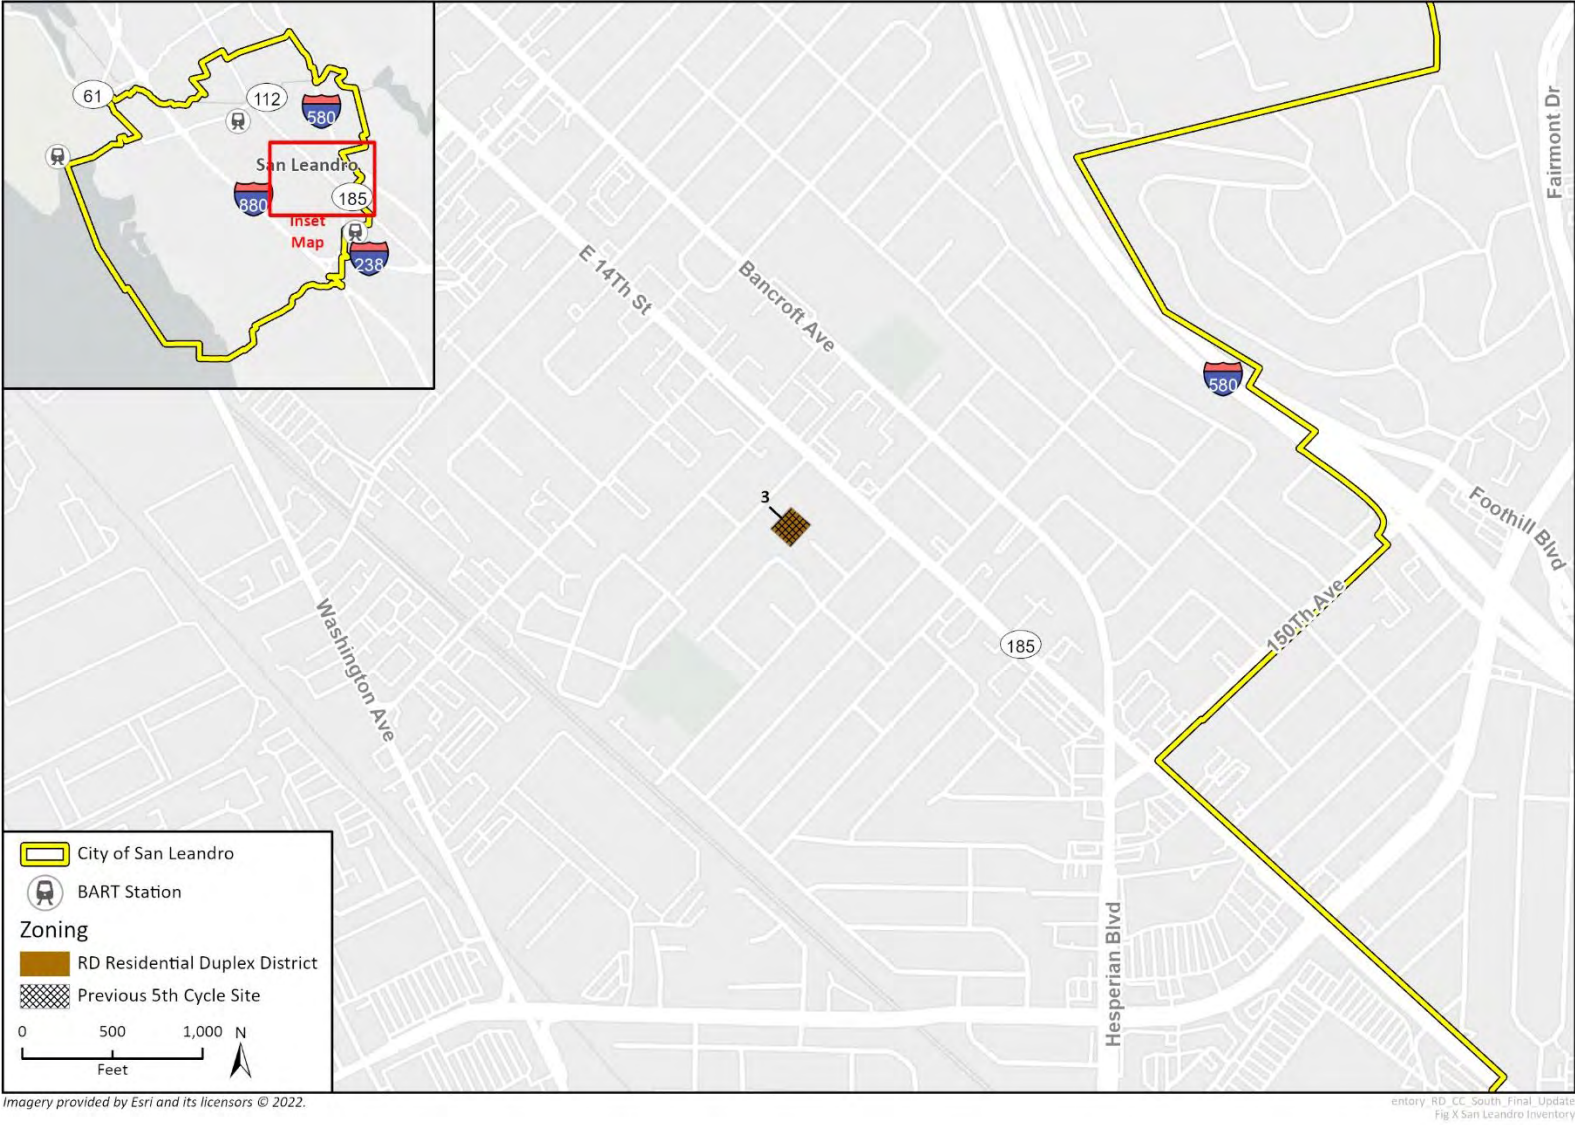 61
112
580
San Leandro
880
185
Inset
Map
238
E 14Th St
Bancroft Ave
Fairmont Dr
580
Foothill Blvd
3
150Th Ave
185
Washington Ave
Hesperian Blvd
City of San Leandro
BART Station
Zoning
RD Residential Duplex District
Previous 5th Cycle Site
0 500 1,000 N
Feet
Imagery provided by Esri and its licensors © 2022.
entory_RD_CC_South_Final_Update
Fig X San Leandro Inventory